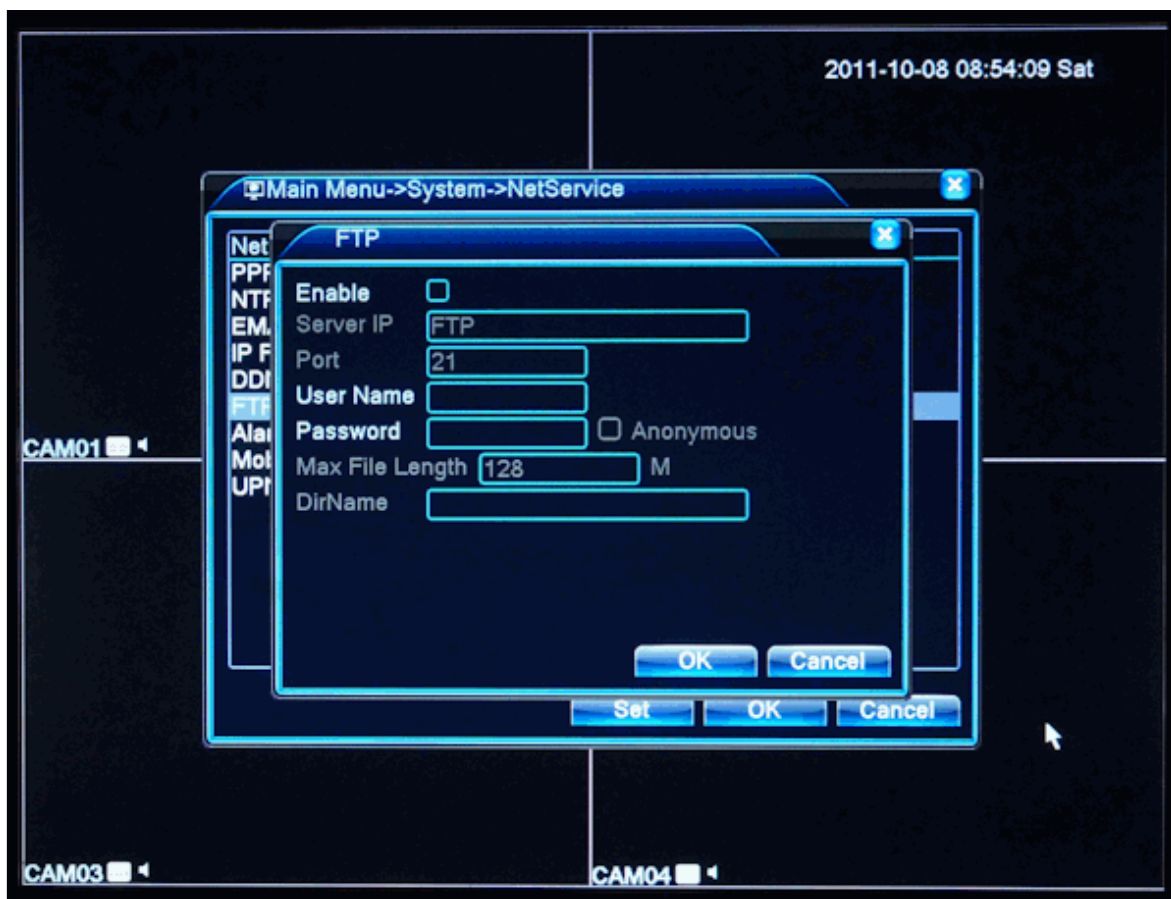 2011-10-08 08:54:09 Sat
Main Menu->System->NetService
FTP
Net
Enable
Server IP FTP
Port 21
User Name
Password Anonymous
Max File Length 128 M
DirName
OK Cancel
Set OK Cancel
CAM01
CAM03
CAM04